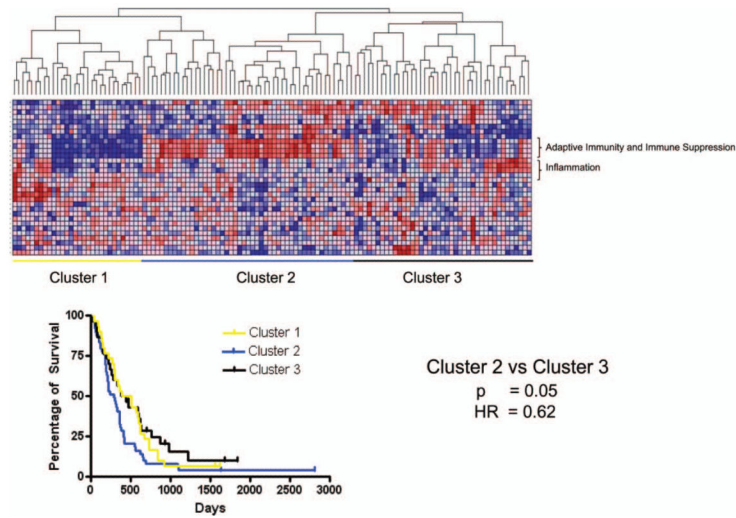 Adaptive Immunity and Immune Suppression
Inflammation
Cluster 1
Cluster 2
Cluster 3
Percentage of Survival
100
75
50
25
0
0
500
1000
1500
2000
2500
3000
Days
Cluster 1
Cluster 2
Cluster 3
Cluster 2 vs Cluster 3
p = 0.05
HR = 0.62